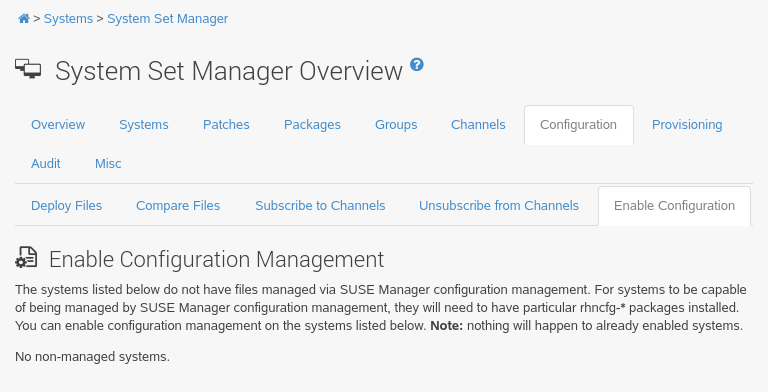 > Systems > System Set Manager
System Set Manager Overview ?
Overview Systems Patches Packages Groups Channels Configuration Provisioning
Audit Misc
Deploy Files Compare Files Subscribe to Channels Unsubscribe from Channels Enable Configuration
Enable Configuration Management
The systems listed below do not have files managed via SUSE Manager configuration management. For systems to be capable
of being managed by SUSE Manager configuration management, they will need to have particular rhncfg-* packages installed.
You can enable configuration management on the systems listed below. Note: nothing will happen to already enabled systems.
No non-managed systems.